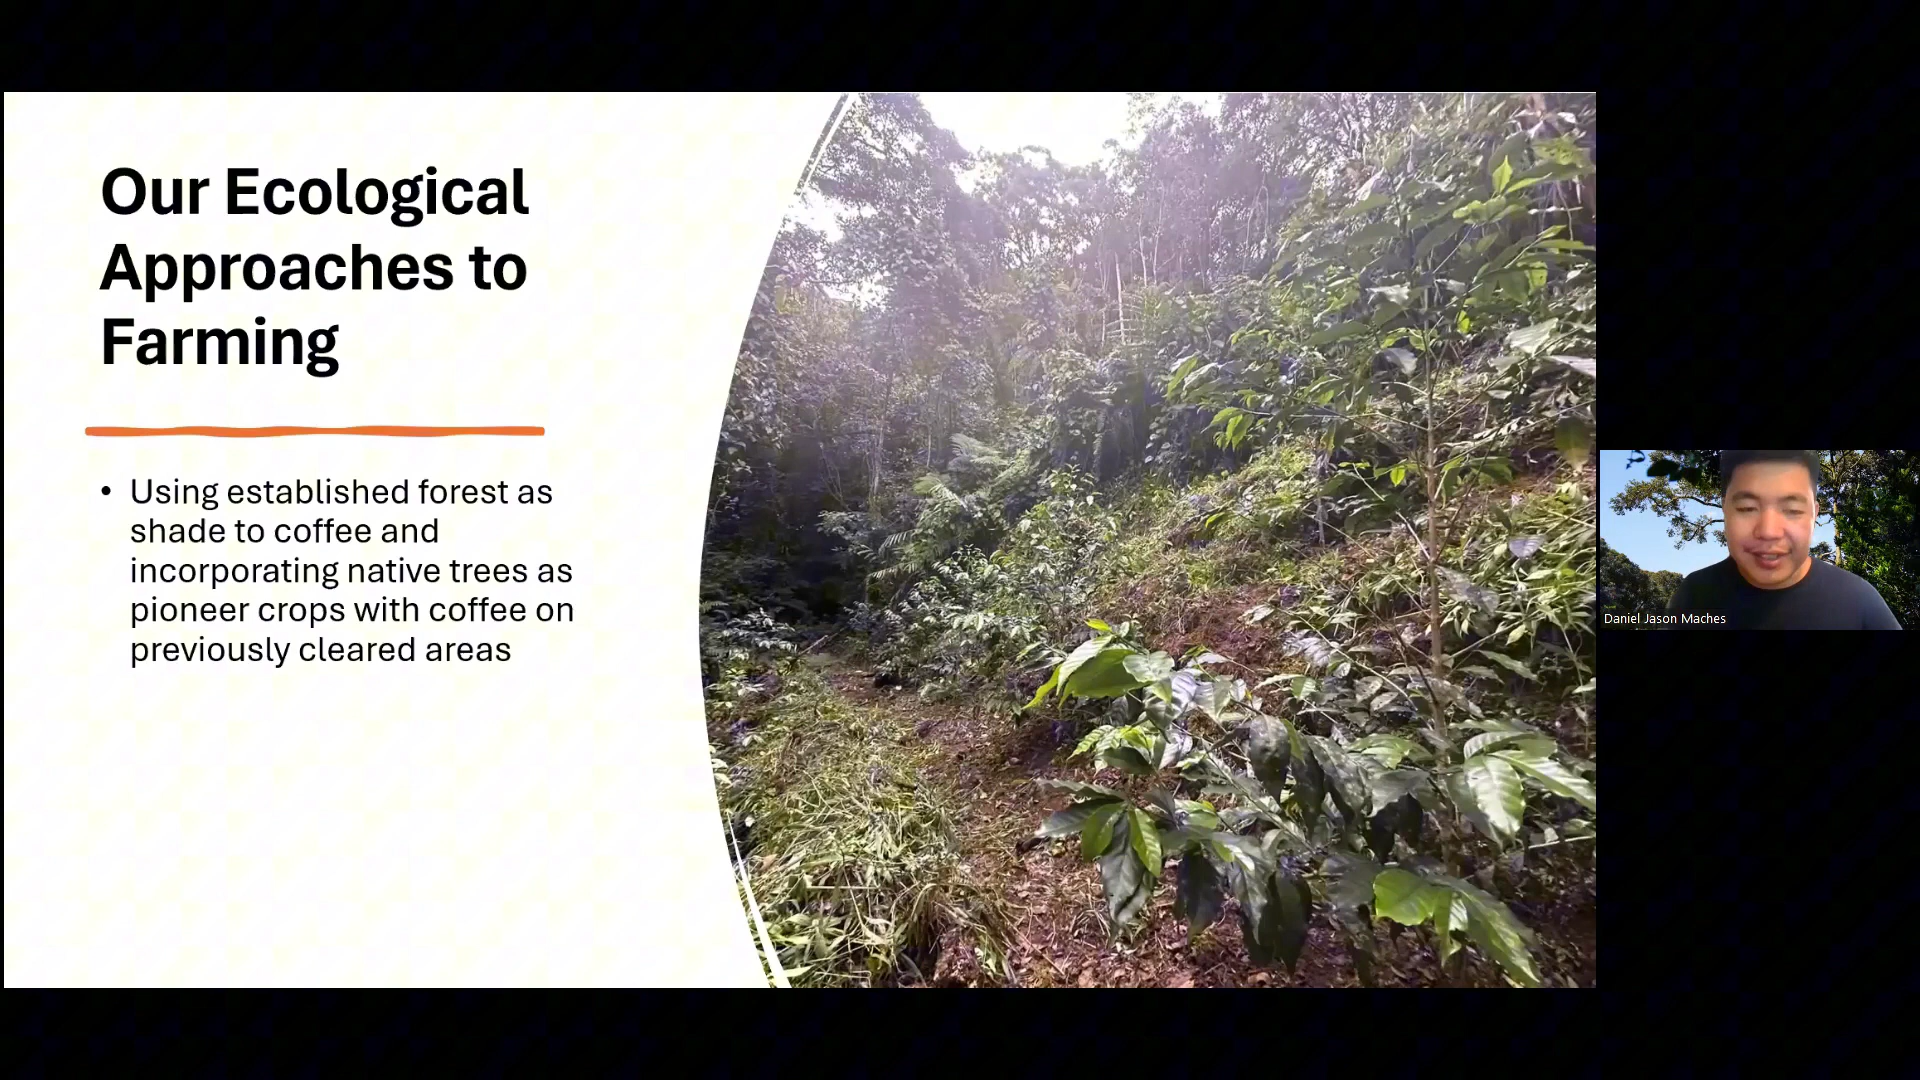 Our Ecological
Approaches to
Farming
• Using established forest as
shade to coffee and
incorporating native trees as
pioneer crops with coffee on
previously cleared areas
Daniel Jason Maches